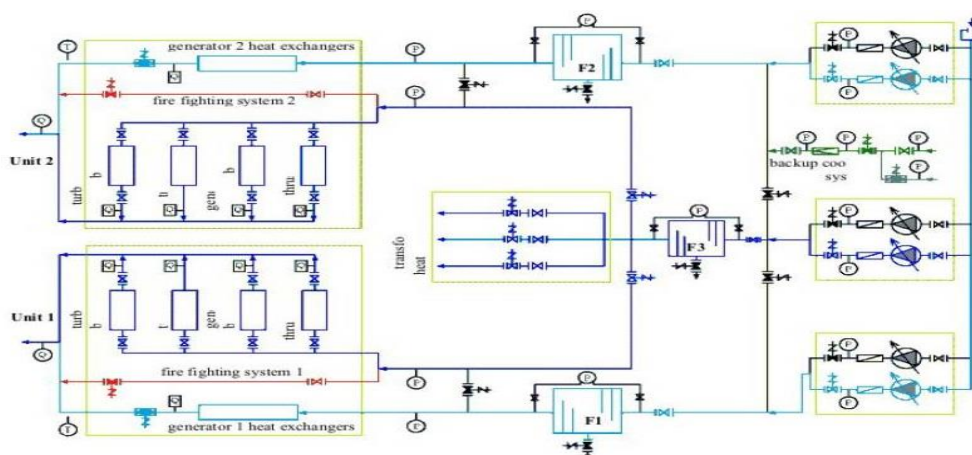 T
generator 2 heat exchangers
P
P
F2
P
P
Q
fire fighting system 2
P
Q
Unit 2
turb
b
t
gen
b
thru
Q
Q
Q
Q
P
P
P
backup coo
sys
P
transfo
heat
P
F3
P
P
Q
Q
Q
Q
Unit 1
turb
b
t
gen
b
thru
Q
fire fighting system 1
P
P
P
P
T
Q
generator 1 heat exchangers
P
F1